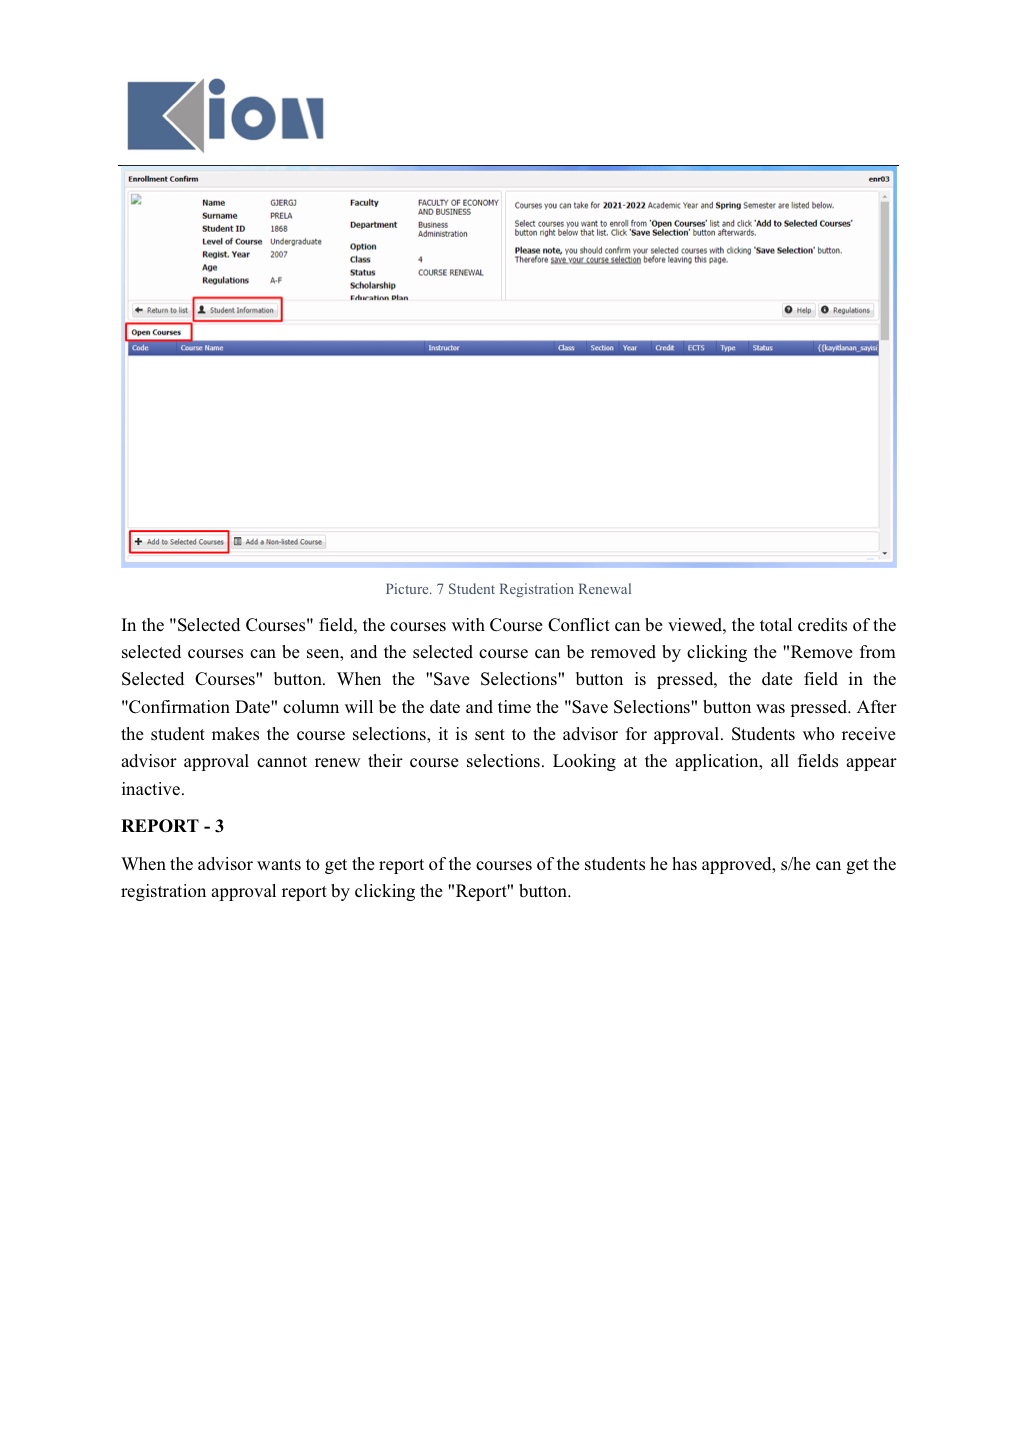 Kion
Enrollment Confirm enr03
Name GJERGJ
Surname PRELA
Student ID 1868
Level of Course Undergraduate
Regist. Year 2007
Age
Regulations A-F
Faculty FACULTY OF ECONOMY
AND BUSINESS
Department Business
Administration
Option
Class 4
Status COURSE RENEWAL
Scholarship
Education Plan
Courses you can take for 2021-2022 Academic Year and Spring Semester are listed below.
Select courses you want to enroll from 'Open Courses' list and click 'Add to Selected Courses'
button right below that list. Click 'Save Selection' button afterwards.
Please note, you should confirm your selected courses with clicking 'Save Selection' button.
Therefore save your course selection before leaving this page.
Return to list Student Information Help Regulations
Open Courses
Code Course Name Instructor Class Section Year Credit ECTS Type Status {{kayitlanan_sayisi
Add to Selected Courses Add a Non-listed Course
Picture. 7 Student Registration Renewal
In the "Selected Courses" field, the courses with Course Conflict can be viewed, the total credits of the
selected courses can be seen, and the selected course can be removed by clicking the "Remove from
Selected Courses" button. When the "Save Selections" button is pressed, the date field in the
"Confirmation Date" column will be the date and time the "Save Selections" button was pressed. After
the student makes the course selections, it is sent to the advisor for approval. Students who receive
advisor approval cannot renew their course selections. Looking at the application, all fields appear
inactive.
REPORT - 3
When the advisor wants to get the report of the courses of the students he has approved, s/he can get the
registration approval report by clicking the "Report" button.